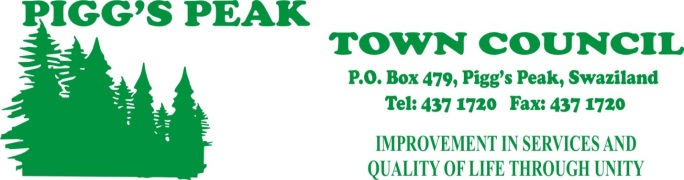 PIGG'S PEAK
TOWN COUNCIL
P.O. Box 479, Pigg's Peak, Swaziland
Tel: 437 1720 Fax: 437 1720
IMPROVEMENT IN SERVICES AND
QUALITY OF LIFE THROUGH UNITY